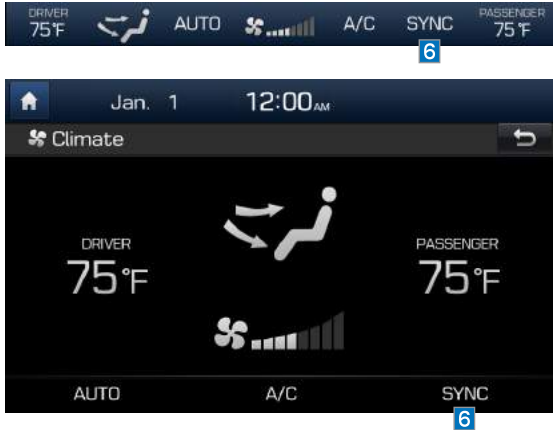 DRIVER 75°F AUTO A/C SYNC PASSENGER 75°F
6
Jan. 1 12:00AM
Climate
DRIVER
75°F
PASSENGER
75°F
AUTO A/C SYNC
6